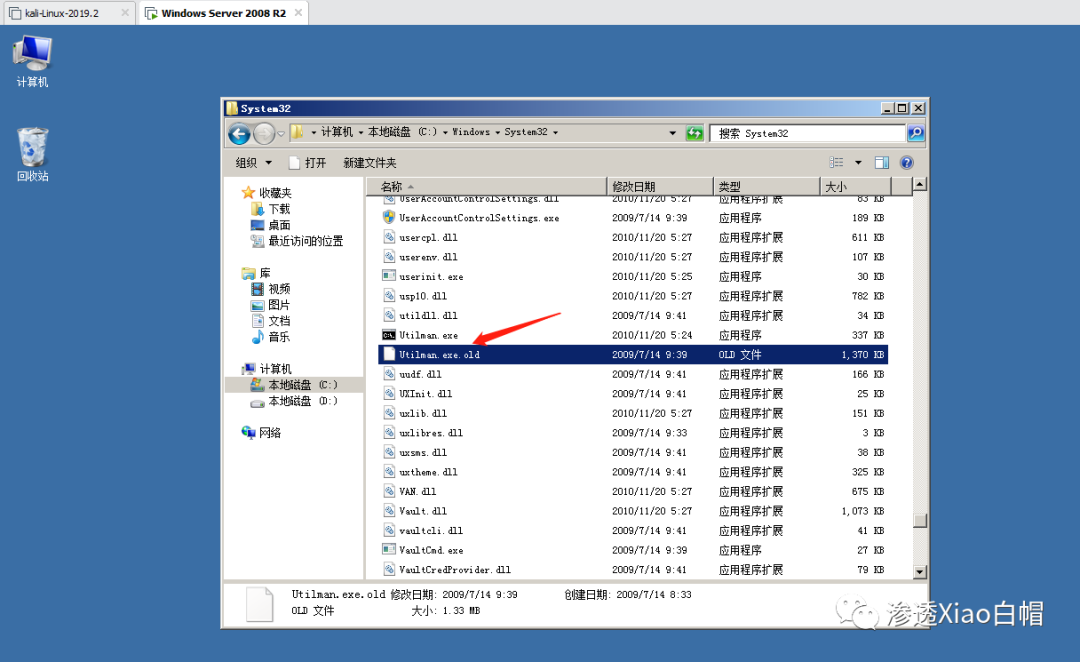 kali-Linux-2019.2 Windows Server 2008 R2
计算机
回收站
System32
计算机 本地磁盘 (C:) Windows System32 搜索 System32
组织 打开 新建文件夹
收藏夹
下载
桌面
最近访问的位置
库
视频
图片
文档
音乐
计算机
本地磁盘 (C:)
本地磁盘 (D:)
网络
名称 修改日期 类型 大小
UserAccountControlSettings.dll 2010/11/20 5:27 应用程序扩展 83 KB
UserAccountControlSettings.exe 2009/7/14 9:39 应用程序 189 KB
usercpl.dll 2010/11/20 5:27 应用程序扩展 611 KB
userenv.dll 2010/11/20 5:27 应用程序扩展 107 KB
userinit.exe 2010/11/20 5:25 应用程序 30 KB
usp10.dll 2010/11/20 5:27 应用程序扩展 782 KB
utildll.dll 2009/7/14 9:41 应用程序扩展 34 KB
Utilman.exe 2010/11/20 5:24 应用程序 337 KB
Utilman.exe.old 2009/7/14 9:39 OLD 文件 1,370 KB
uudf.dll 2009/7/14 9:41 应用程序扩展 166 KB
UXInit.dll 2009/7/14 9:41 应用程序扩展 25 KB
uxlib.dll 2010/11/20 5:27 应用程序扩展 151 KB
uxlibres.dll 2009/7/14 9:33 应用程序扩展 3 KB
uxsms.dll 2009/7/14 9:41 应用程序扩展 38 KB
uxtheme.dll 2009/7/14 9:41 应用程序扩展 325 KB
VAN.dll 2010/11/20 5:27 应用程序扩展 675 KB
Vault.dll 2010/11/20 5:27 应用程序扩展 1,073 KB
vaultcli.dll 2009/7/14 9:41 应用程序扩展 41 KB
VaultCmd.exe 2009/7/14 9:39 应用程序 27 KB
VaultCredProvider.dll 2009/7/14 9:41 应用程序扩展 79 KB
Utilman.exe.old 修改日期: 2009/7/14 9:39 创建日期: 2009/7/14 8:33
OLD 文件 大小: 1.33 MB
渗透Xiao白帽